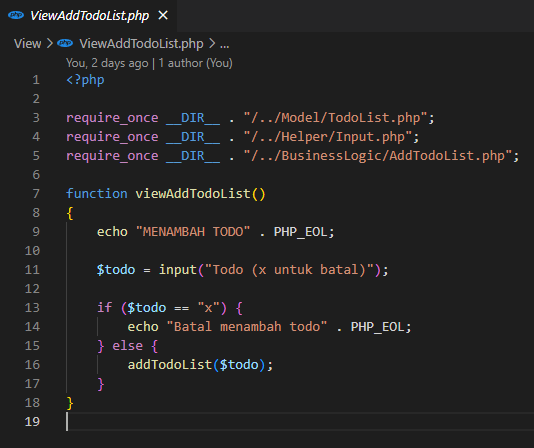 ViewAddTodoList.php ×
View > ViewAddTodoList.php > ...
You, 2 days ago | 1 author (You)
1 <?php
2
3 require_once __DIR__ . "/../Model/TodoList.php";
4 require_once __DIR__ . "/../Helper/Input.php";
5 require_once __DIR__ . "/../BusinessLogic/AddTodoList.php";
6
7 function viewAddTodoList()
8 {
9     echo "MENAMBAH TODO" . PHP_EOL;
10
11     $todo = input("Todo (x untuk batal)");
12
13     if ($todo == "x") {
14         echo "Batal menambah todo" . PHP_EOL;
15     } else {
16         addTodoList($todo);
17     }
18 }
19